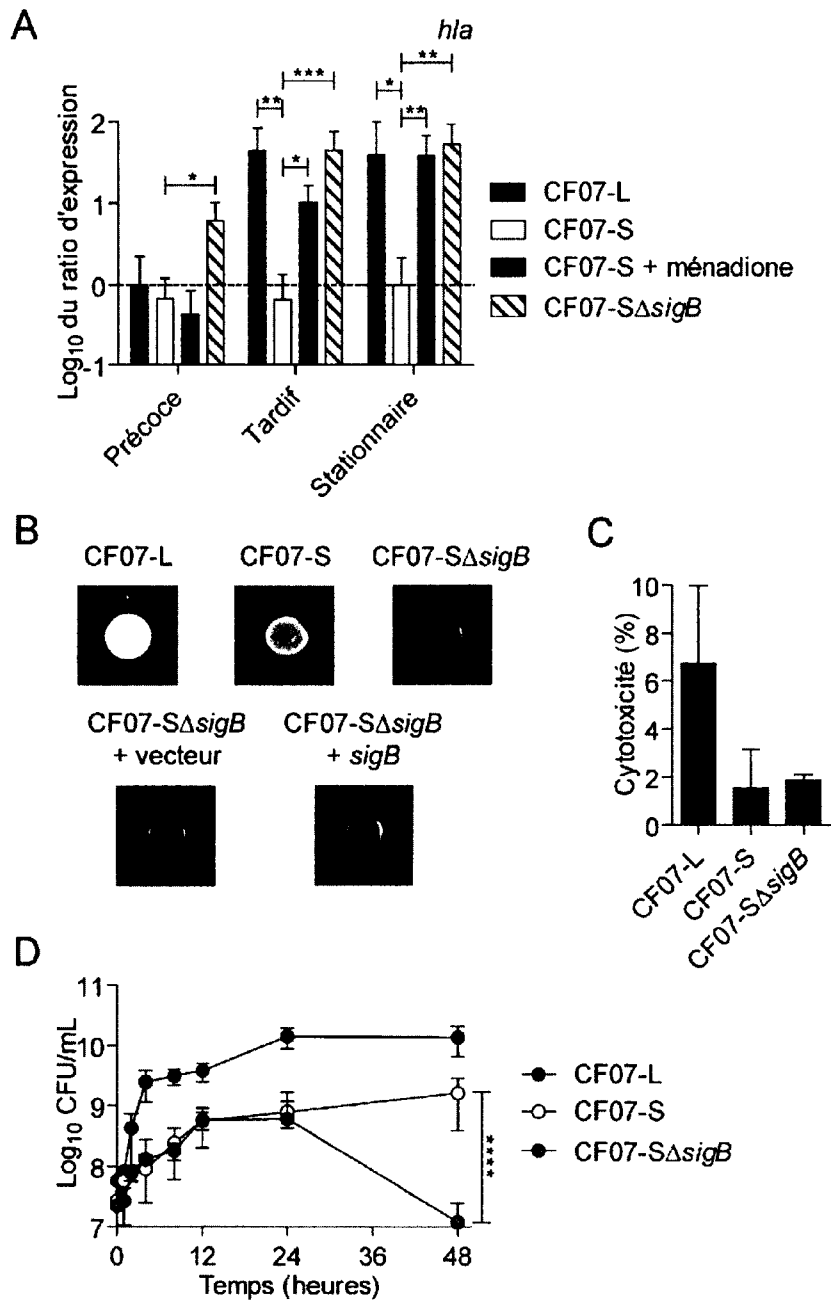 A
hla
***
**
**
*
**
*
*
2
1
0
-1
Log₁₀ du ratio d'expression
Précoce
Tardif
Stationnaire
CF07-L
CF07-S
CF07-S + ménadione
CF07-SΔsigB
B
CF07-L
CF07-S
CF07-SΔsigB
CF07-SΔsigB
+ vecteur
CF07-SΔsigB
+ sigB
C
10
8
6
4
2
0
Cytotoxicité (%)
CF07-L
CF07-S
CF07-SΔsigB
D
11
10
9
8
7
Log₁₀ CFU/mL
0
12
24
36
48
Temps (heures)
****
CF07-L
CF07-S
CF07-SΔsigB